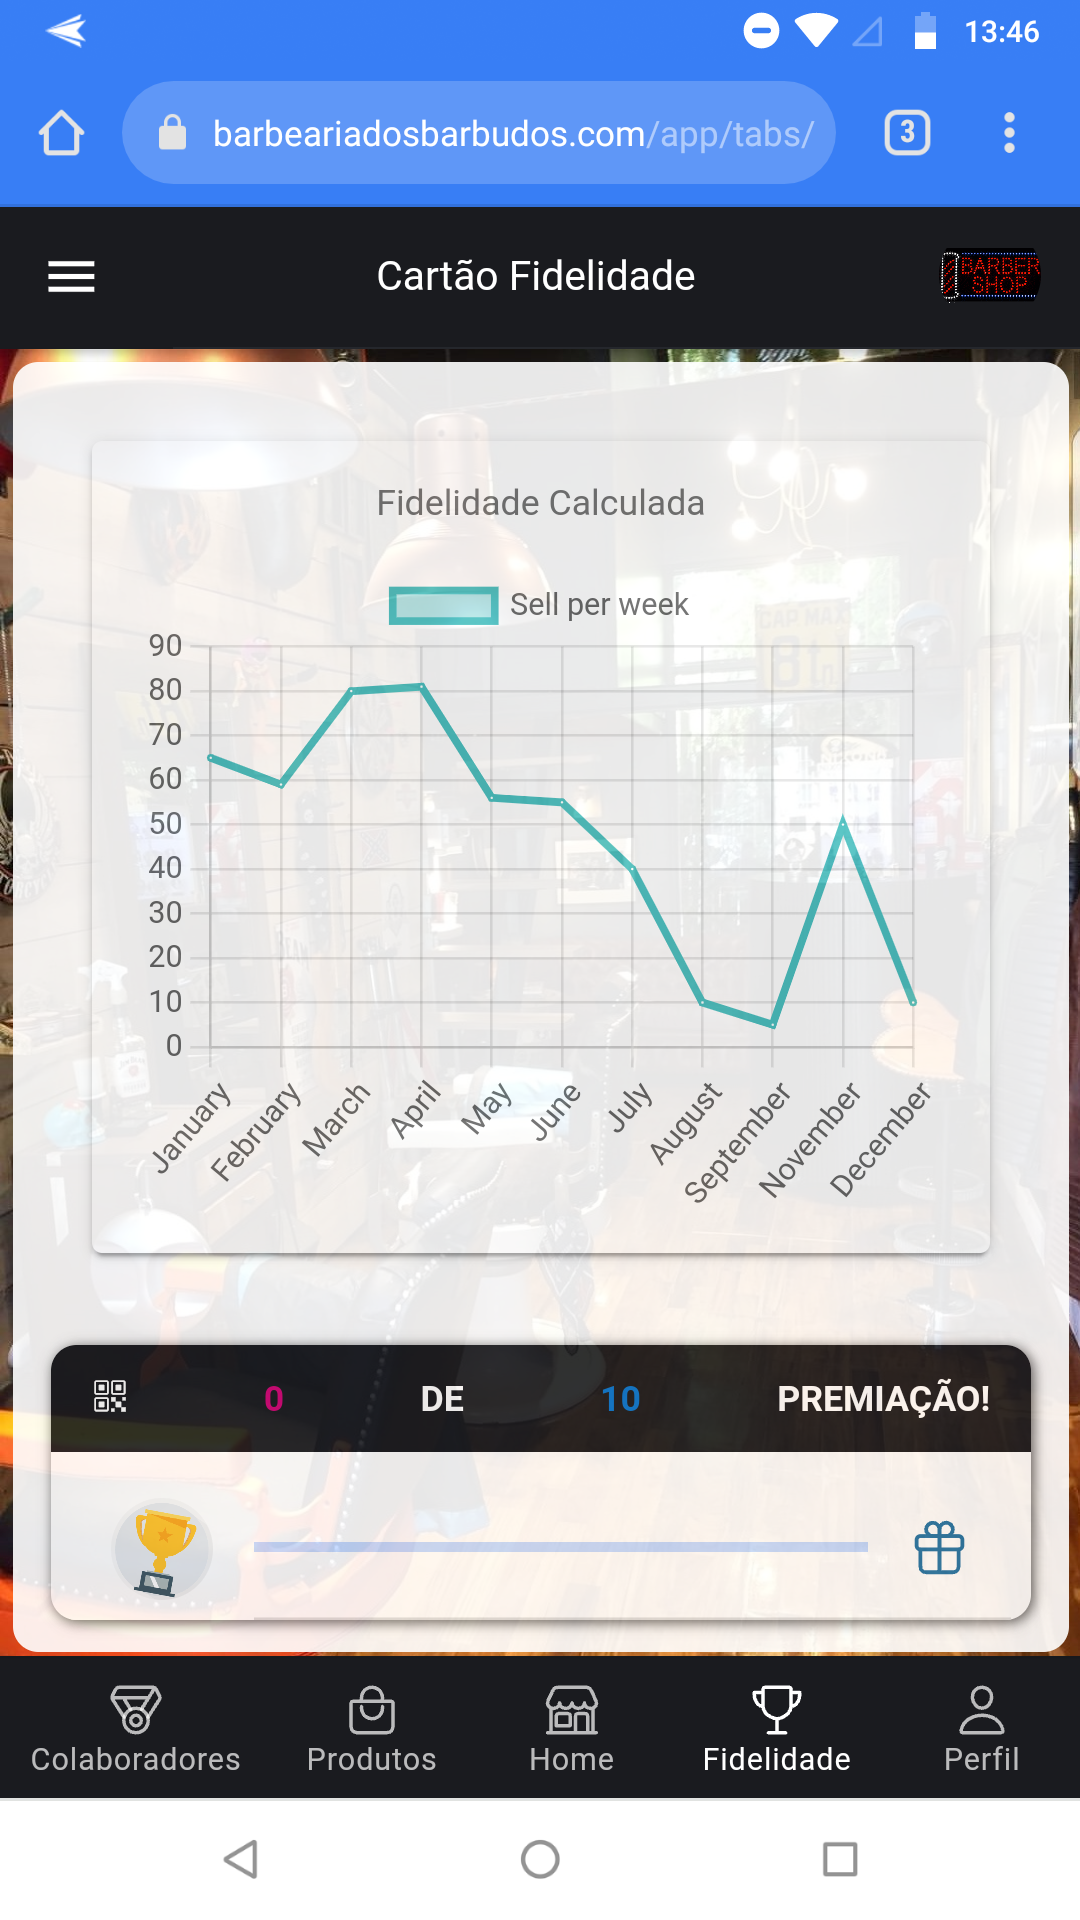 13:46
barbeariadosbarbudos.com/app/tabs/
3
Cartão Fidelidade
BARBER
SHOP
Fidelidade Calculada
Sell per week
90
80
70
60
50
40
30
20
10
0
January
February
March
April
May
June
July
August
September
November
December
0 DE 10 PREMIAÇÃO!
Colaboradores Produtos Home Fidelidade Perfil